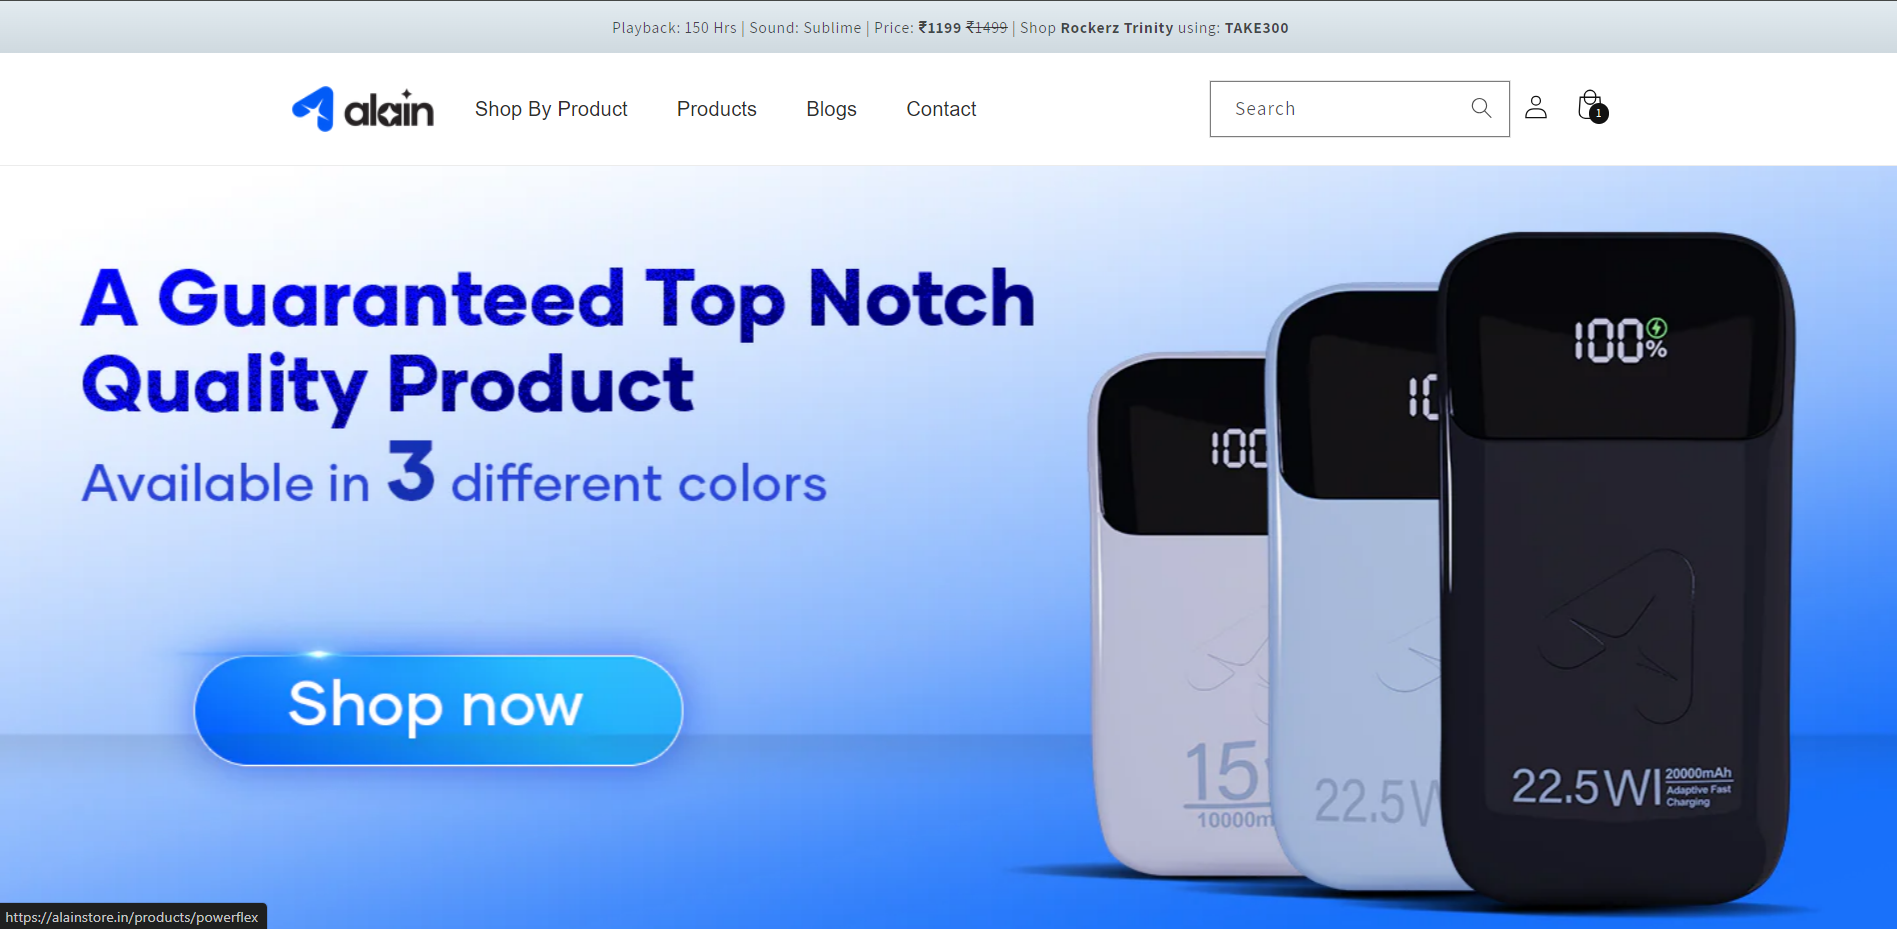 Playback: 150 Hrs | Sound: Sublime | Price: ₹1199 ₹1499 | Shop Rockerz Trinity using: TAKE300
alain
Shop By Product
Products
Blogs
Contact
Search
1
A Guaranteed Top Notch
Quality Product
Available in 3 different colors
Shop now
100
10
100%
15
10000m
22.5W
22.5W
20000mAh
Adaptive Fast
Charging
https://alainstore.in/products/powerflex